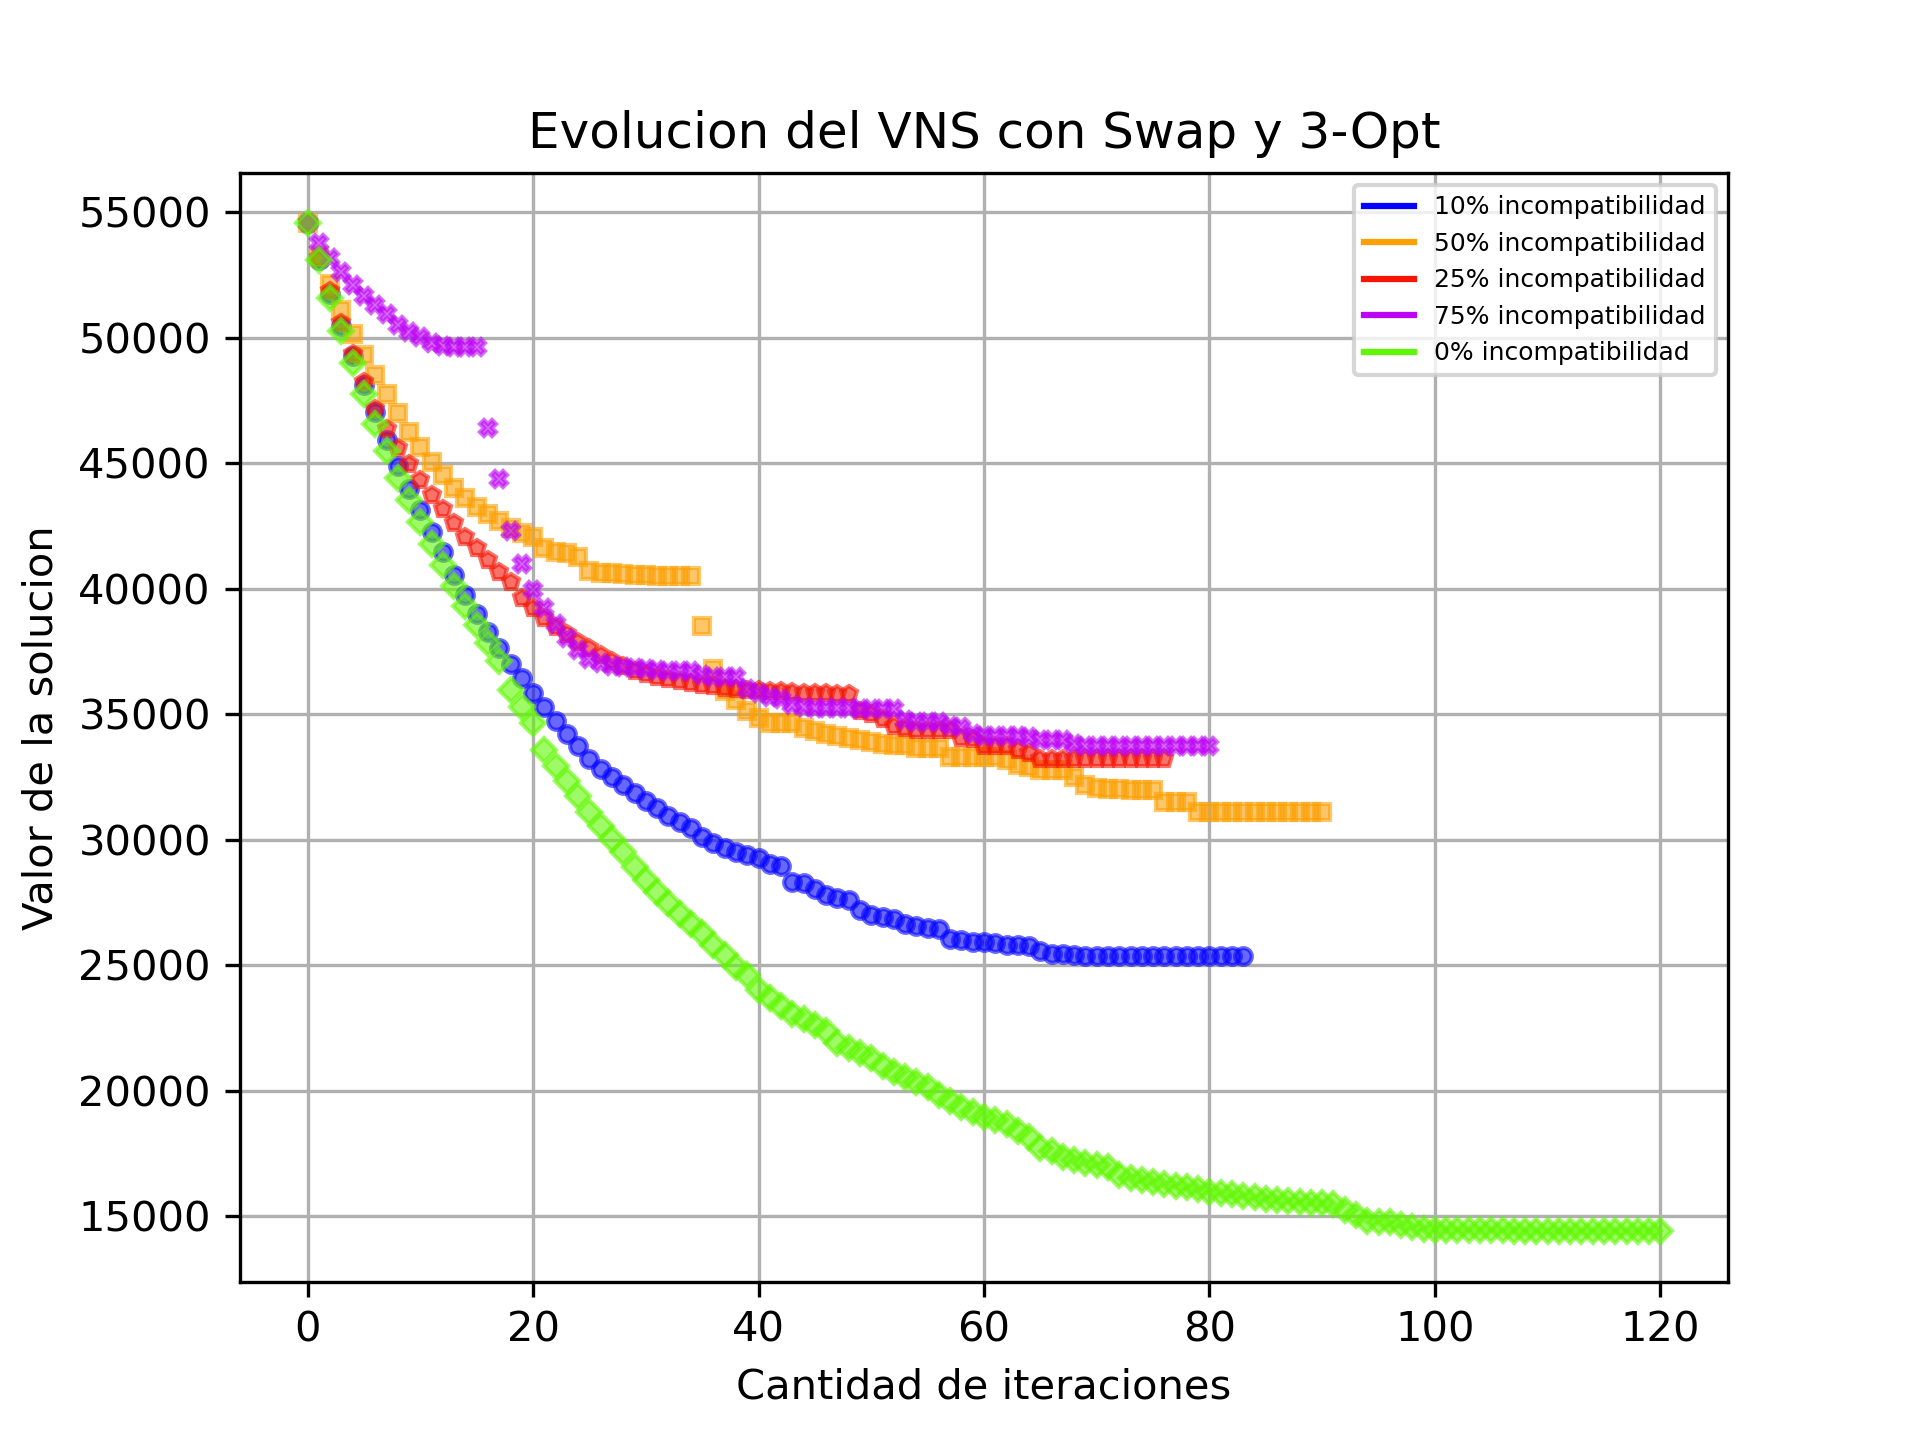 Evolucion del VNS con Swap y 3-Opt
10% incompatibilidad
50% incompatibilidad
25% incompatibilidad
75% incompatibilidad
0% incompatibilidad
Valor de la solucion
55000
50000
45000
40000
35000
30000
25000
20000
15000
0 20 40 60 80 100 120
Cantidad de iteraciones